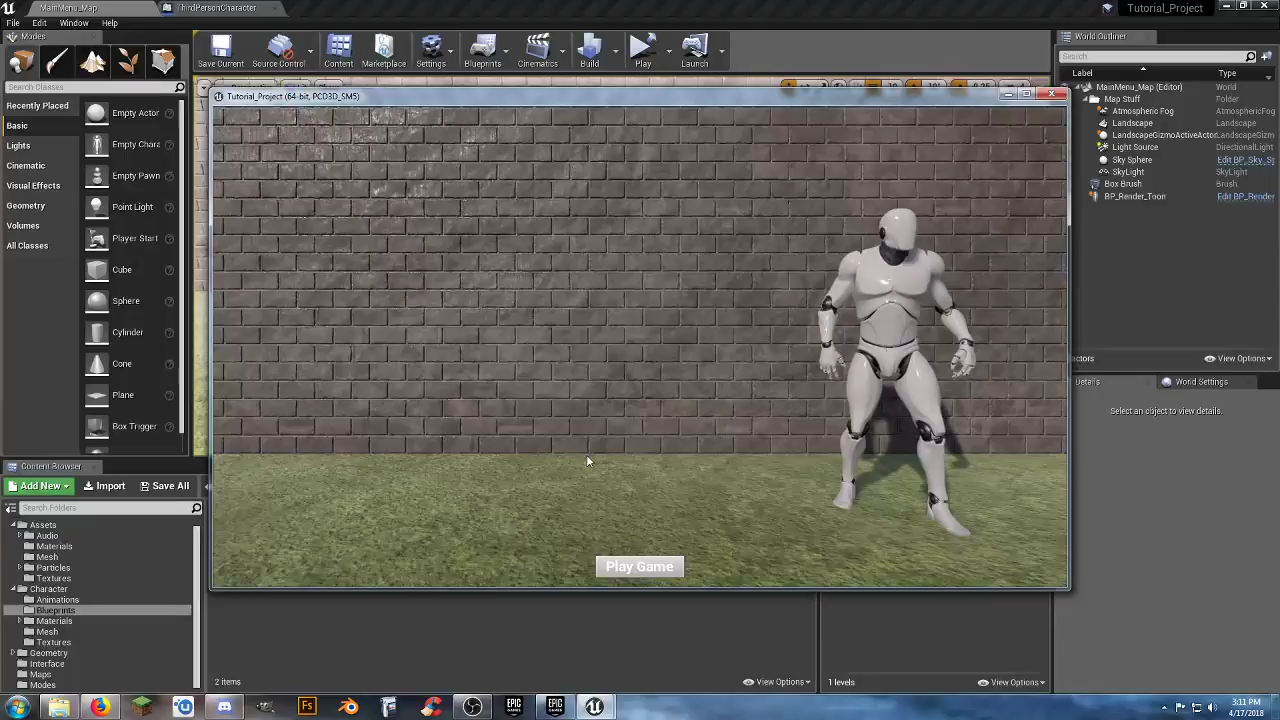 MainMenu_Map
ThirdPersonCharacter
Tutorial_Project
File Edit Window Help
Modes
Search Classes
Recently Placed
Basic
Lights
Cinematic
Visual Effects
Geometry
Volumes
All Classes
Empty Actor
Empty Chara
Empty Pawn
Point Light
Player Start
Cube
Sphere
Cylinder
Cone
Plane
Box Trigger
Save Current
Source Control
Content
Marketplace
Settings
Blueprints
Cinematics
Build
Play
Launch
Tutorial_Project (64-bit, PCD3D_SM5)
Play Game
World Outliner
Search
Label Type
MainMenu_Map (Editor) World
Map Stuff Folder
Atmospheric Fog AtmosphericFog
Landscape Landscape
LandscapeGizmoActiveActor LandscapeGizm
Light Source DirectionalLight
Sky Sphere Edit BP_Sky_Sp
SkyLight SkyLight
Box Brush Brush
BP_Render_Toon Edit BP_Render
actors View Options
Details World Settings
Select an object to view details.
Content Browser
Add New Import Save All
Search Folders
Assets
Audio
Materials
Mesh
Particles
Textures
Character
Animations
Blueprints
Materials
Mesh
Textures
Geometry
Interface
Maps
Modes
2 items View Options
1 levels View Options
Fs
EPIC GAMES
EPIC GAMES
3:11 PM
4/17/2018